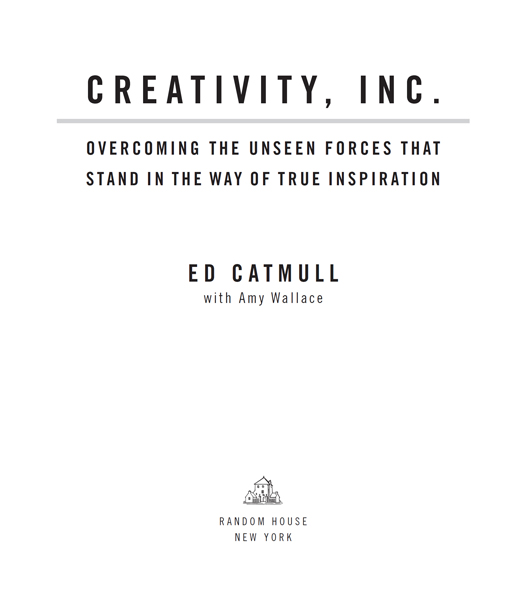 CREATIVITY, INC.
OVERCOMING THE UNSEEN FORCES THAT
STAND IN THE WAY OF TRUE INSPIRATION
ED CATMULL
with Amy Wallace
RANDOM HOUSE
NEW YORK